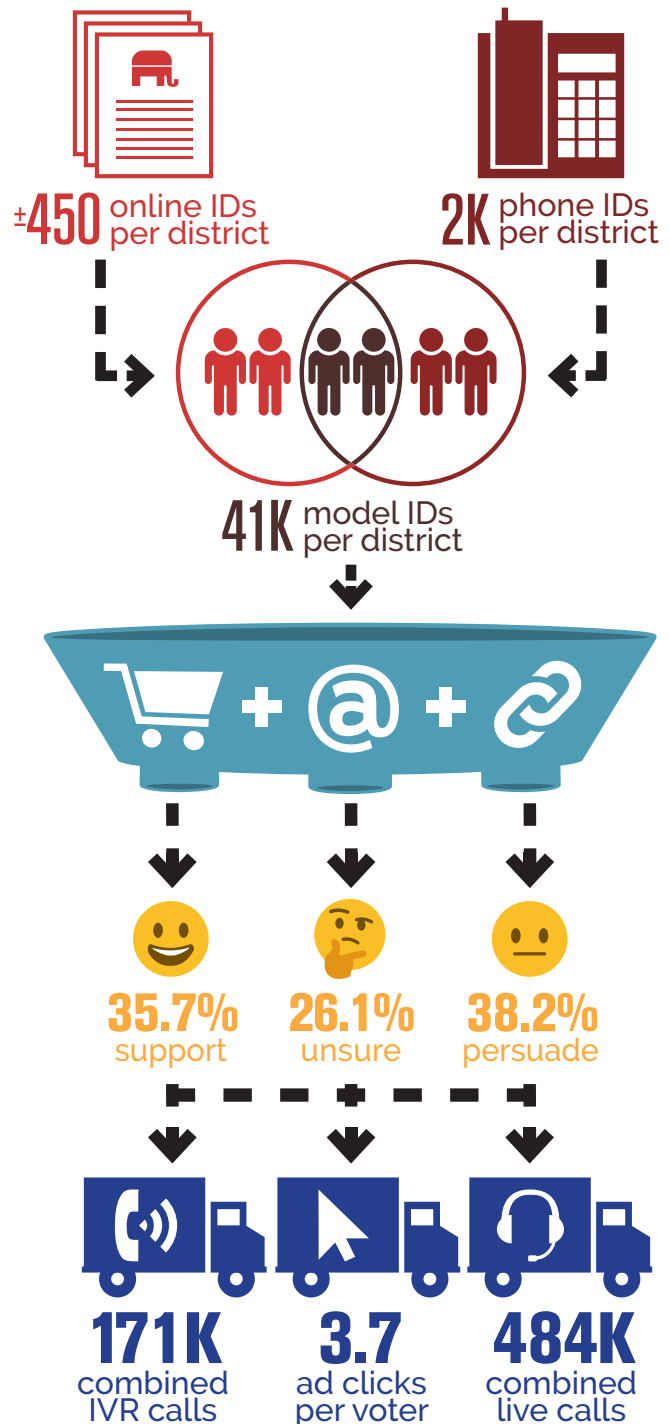 ±450 online IDs
per district
2K phone IDs
per district
41K model IDs
per district
+ @ +
35.7%
support
26.1%
unsure
38.2%
persuade
171K
combined
IVR calls
3.7
ad clicks
per voter
484K
combined
live calls